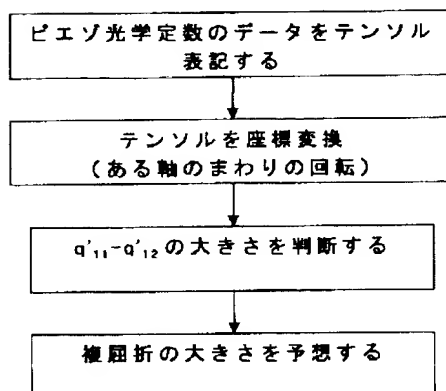 ピエゾ光学定数のデータをテンソル
表記する
テンソルを座標変換
(ある軸のまわりの回転)
q'₁₁-q'₁₂の大きさを判断する
複屈折の大きさを予想する